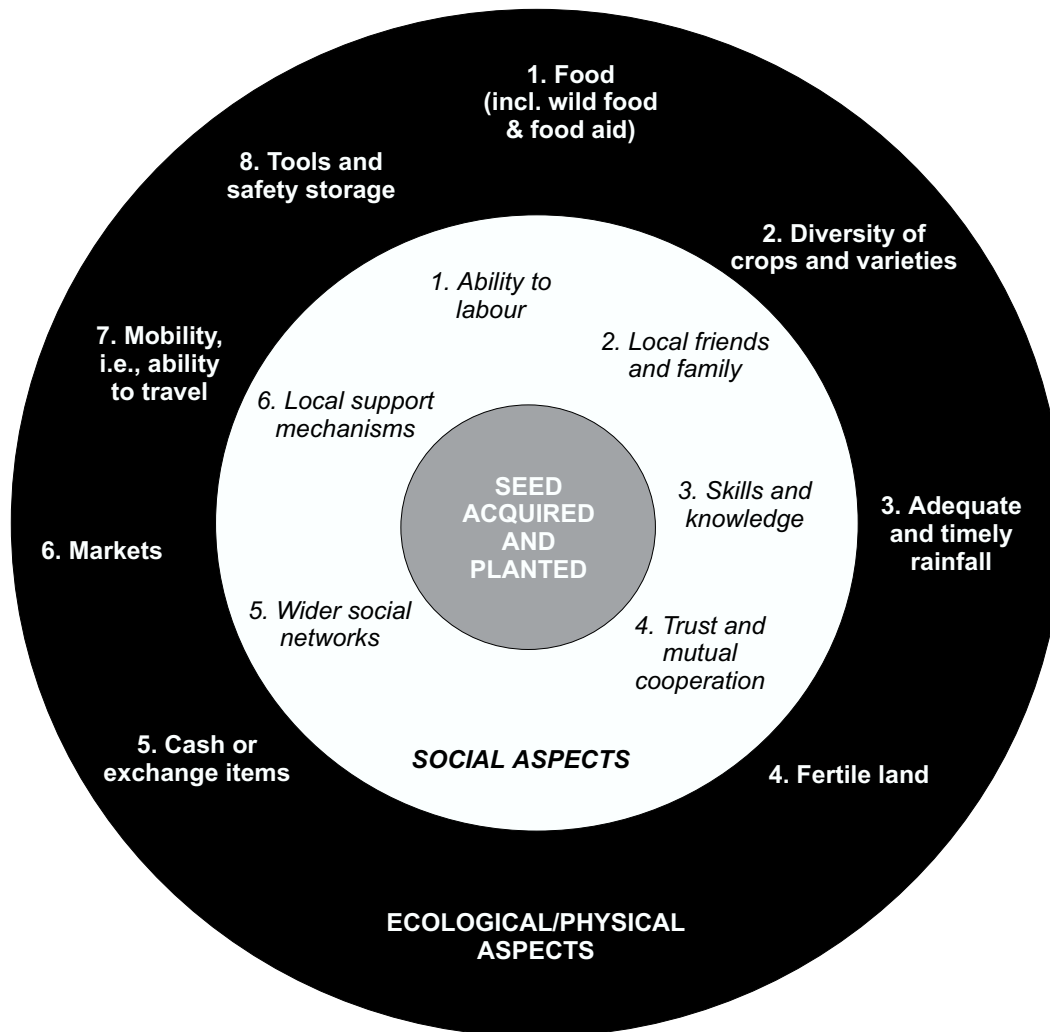 1. Food
(incl. wild food
& food aid)
2. Diversity of
crops and varieties
3. Adequate
and timely
rainfall
4. Fertile land
5. Cash or
exchange items
6. Markets
7. Mobility,
i.e., ability
to travel
8. Tools and
safety storage
ECOLOGICAL/PHYSICAL
ASPECTS
1. Ability to
labour
2. Local friends
and family
3. Skills and
knowledge
4. Trust and
mutual
cooperation
5. Wider social
networks
6. Local support
mechanisms
SOCIAL ASPECTS
SEED
ACQUIRED
AND
PLANTED